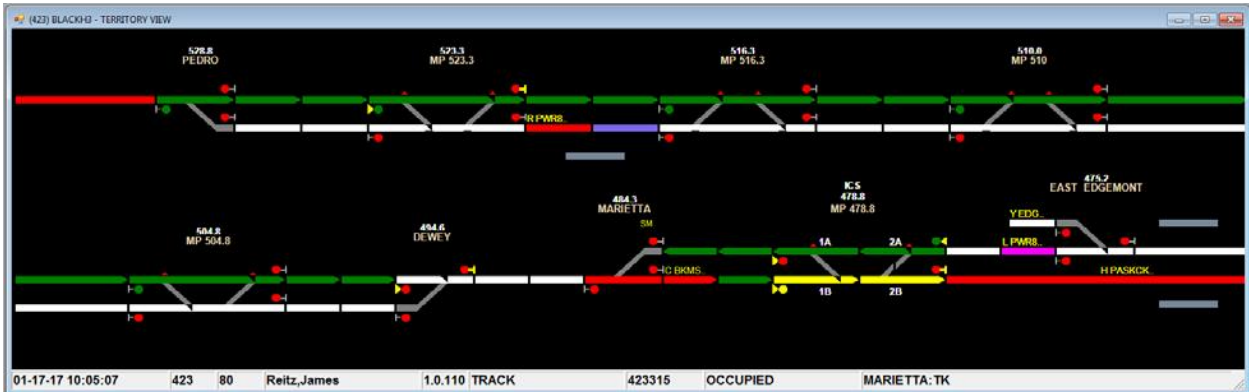 (423) BLACKH3 - TERRITORY VIEW
528.8
PEDRO
523.3
MP 523.3
516.3
MP 516.3
510.0
MP 510
R PWR8..
504.8
MP 504.8
494.6
DEWEY
484.3
MARIETTA
SM
ICS
478.8
MP 478.8
475.2
EAST EDGEMONT
Y EDG..
1A 2A
L PWR8..
C BKMS..
H PASKCK..
1B 2B
01-17-17 10:05:07 423 80 Reitz,James 1.0.110 TRACK 423315 OCCUPIED MARIETTA:TK